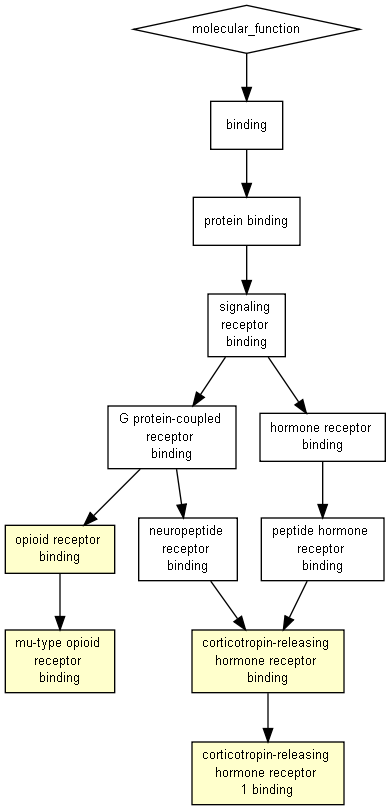 molecular_function
binding
protein binding
signaling
receptor
binding
G protein-coupled
receptor
binding
hormone receptor
binding
opioid receptor
binding
neuropeptide
receptor
binding
peptide hormone
receptor
binding
mu-type opioid
receptor
binding
corticotropin-releasing
hormone receptor
binding
corticotropin-releasing
hormone receptor
1 binding